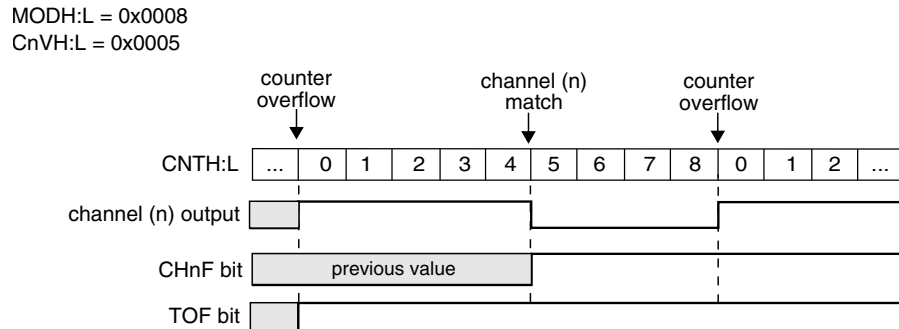 MODH:L = 0x0008
CnVH:L = 0x0005
counter overflow
channel (n) match
counter overflow
CNTH:L ... 0 1 2 3 4 5 6 7 8 0 1 2 ...
channel (n) output
CHnF bit previous value
TOF bit